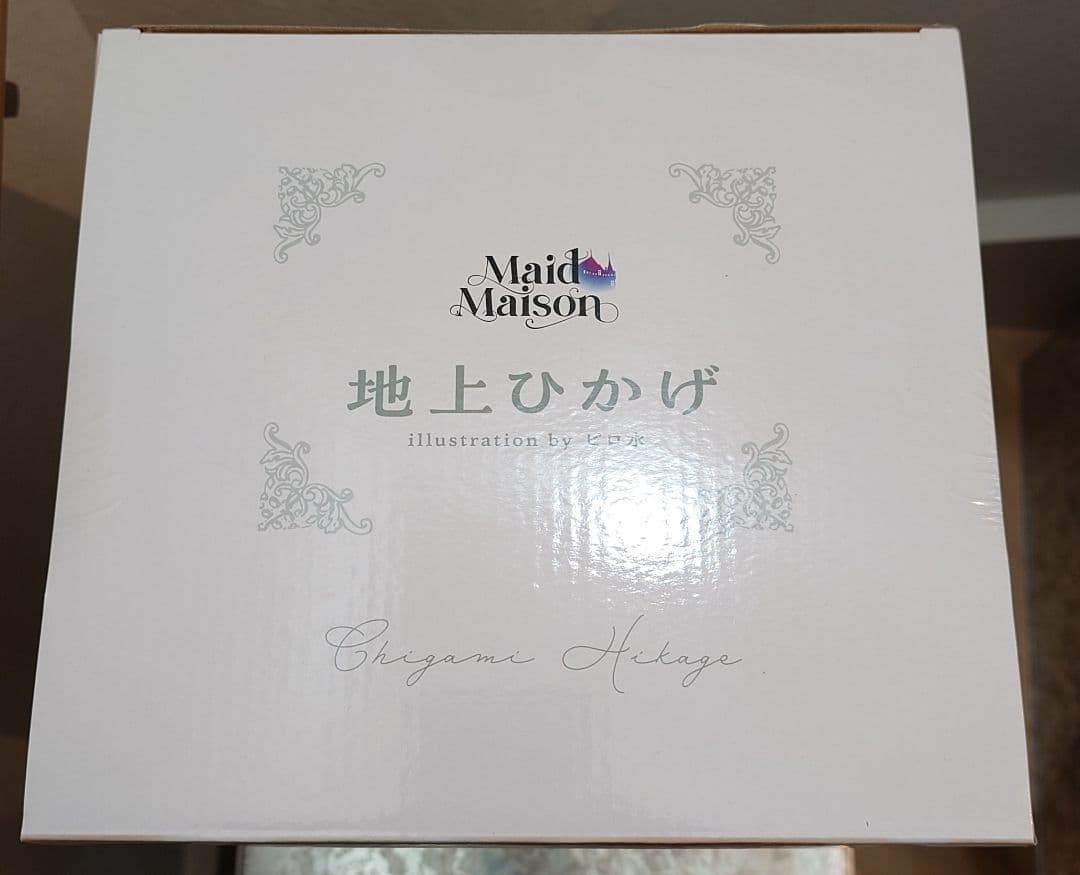 Maid
Maison
地上ひかげ
illustration by ピロ水
Chigami Hikage